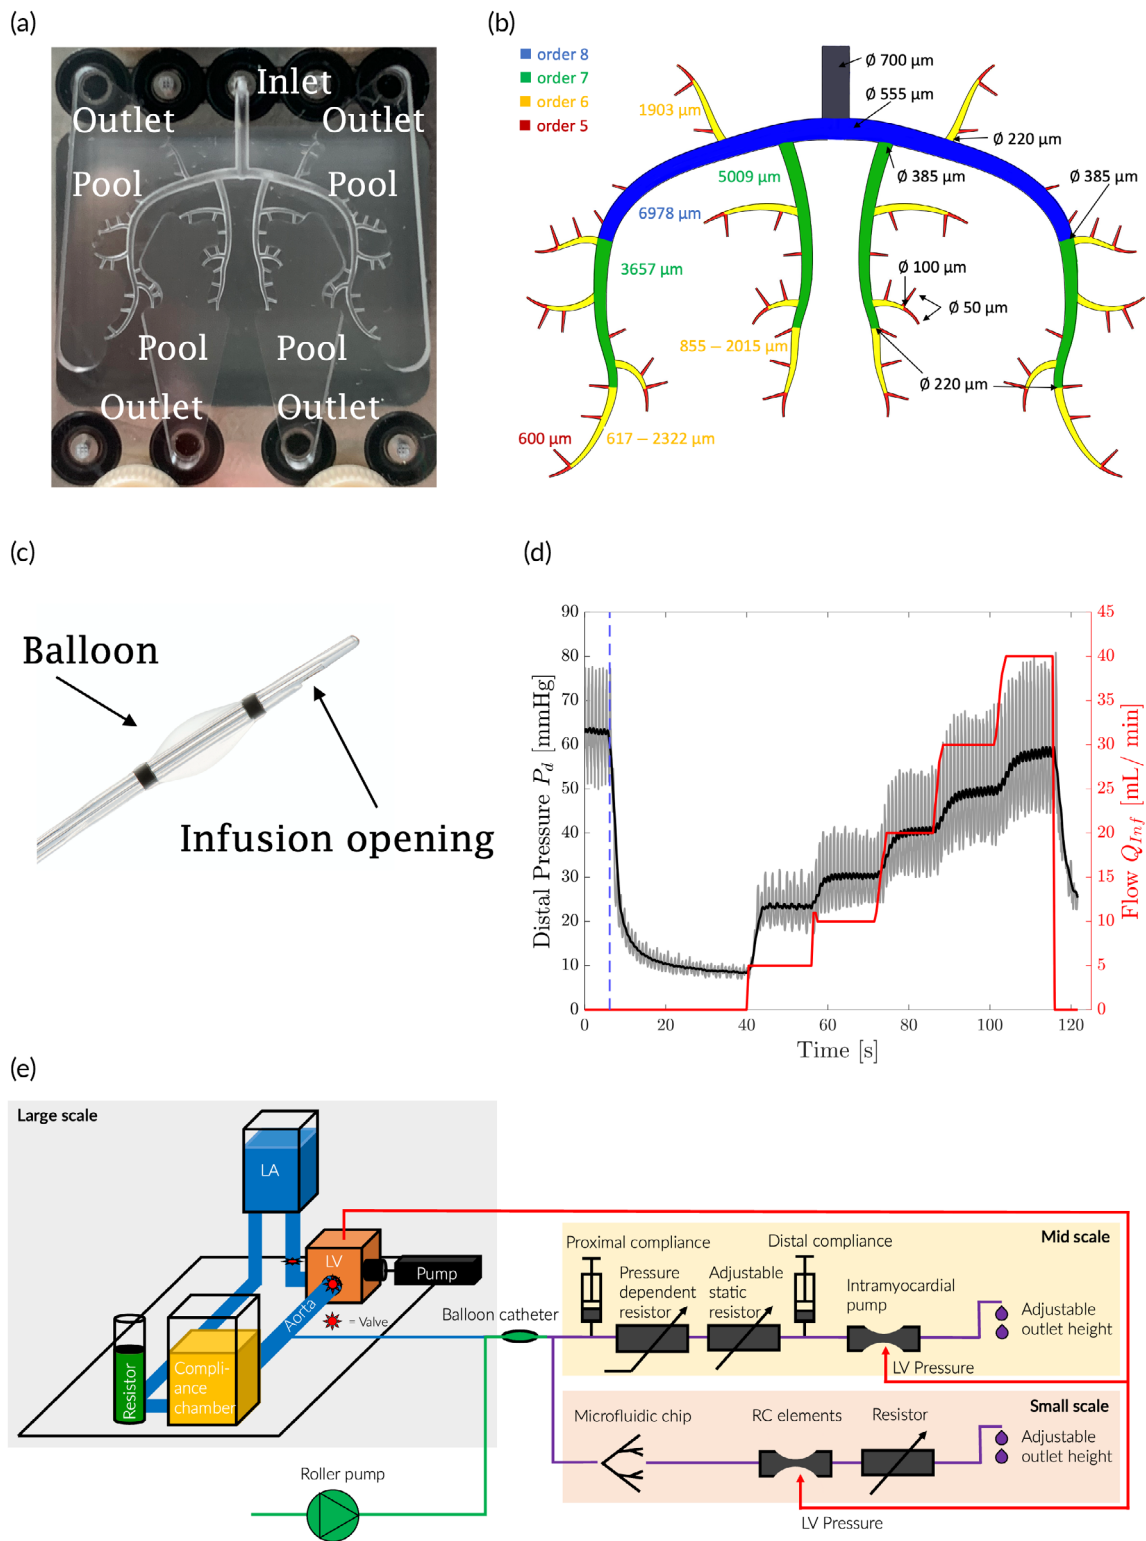 (a)
Inlet
Outlet
Outlet
Pool
Pool
Pool
Pool
Outlet
Outlet
(b)
order 8
order 7
order 6
order 5
Ø 700 µm
Ø 555 µm
1903 µm
Ø 220 µm
5009 µm
Ø 385 µm
Ø 385 µm
6978 µm
3657 µm
Ø 100 µm
Ø 50 µm
855 – 2015 µm
Ø 220 µm
600 µm
617 – 2322 µm
(c)
Balloon
Infusion opening
(d)
90
80
70
60
50
40
30
20
10
0
Distal Pressure P_d [mmHg]
0
20
40
60
80
100
120
Time [s]
45
40
35
30
25
20
15
10
5
0
Flow Q_Inf [mL/ min]
(e)
Large scale
LA
LV
Pump
Aorta
= Valve
Resistor
Compli-
ance
chamber
Roller pump
Balloon catheter
Mid scale
Proximal compliance
Pressure
dependent
resistor
Adjustable
static
resistor
Distal compliance
Intramyocardial
pump
Adjustable
outlet height
LV Pressure
Small scale
Microfluidic chip
RC elements
Resistor
Adjustable
outlet height
LV Pressure